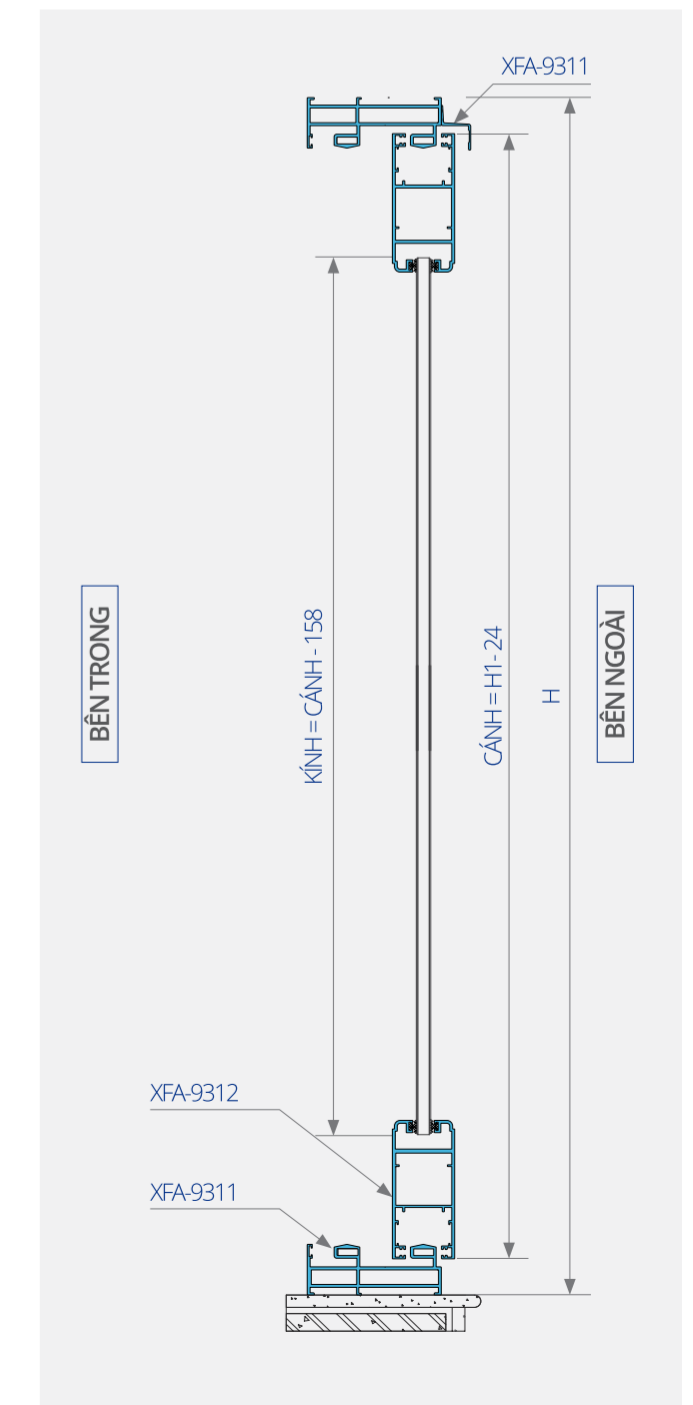 XFA-9311
BÊN TRONG
KÍNH = CÁNH - 158
CÁNH = H1- 24
H
BÊN NGOÀI
XFA-9312
XFA-9311